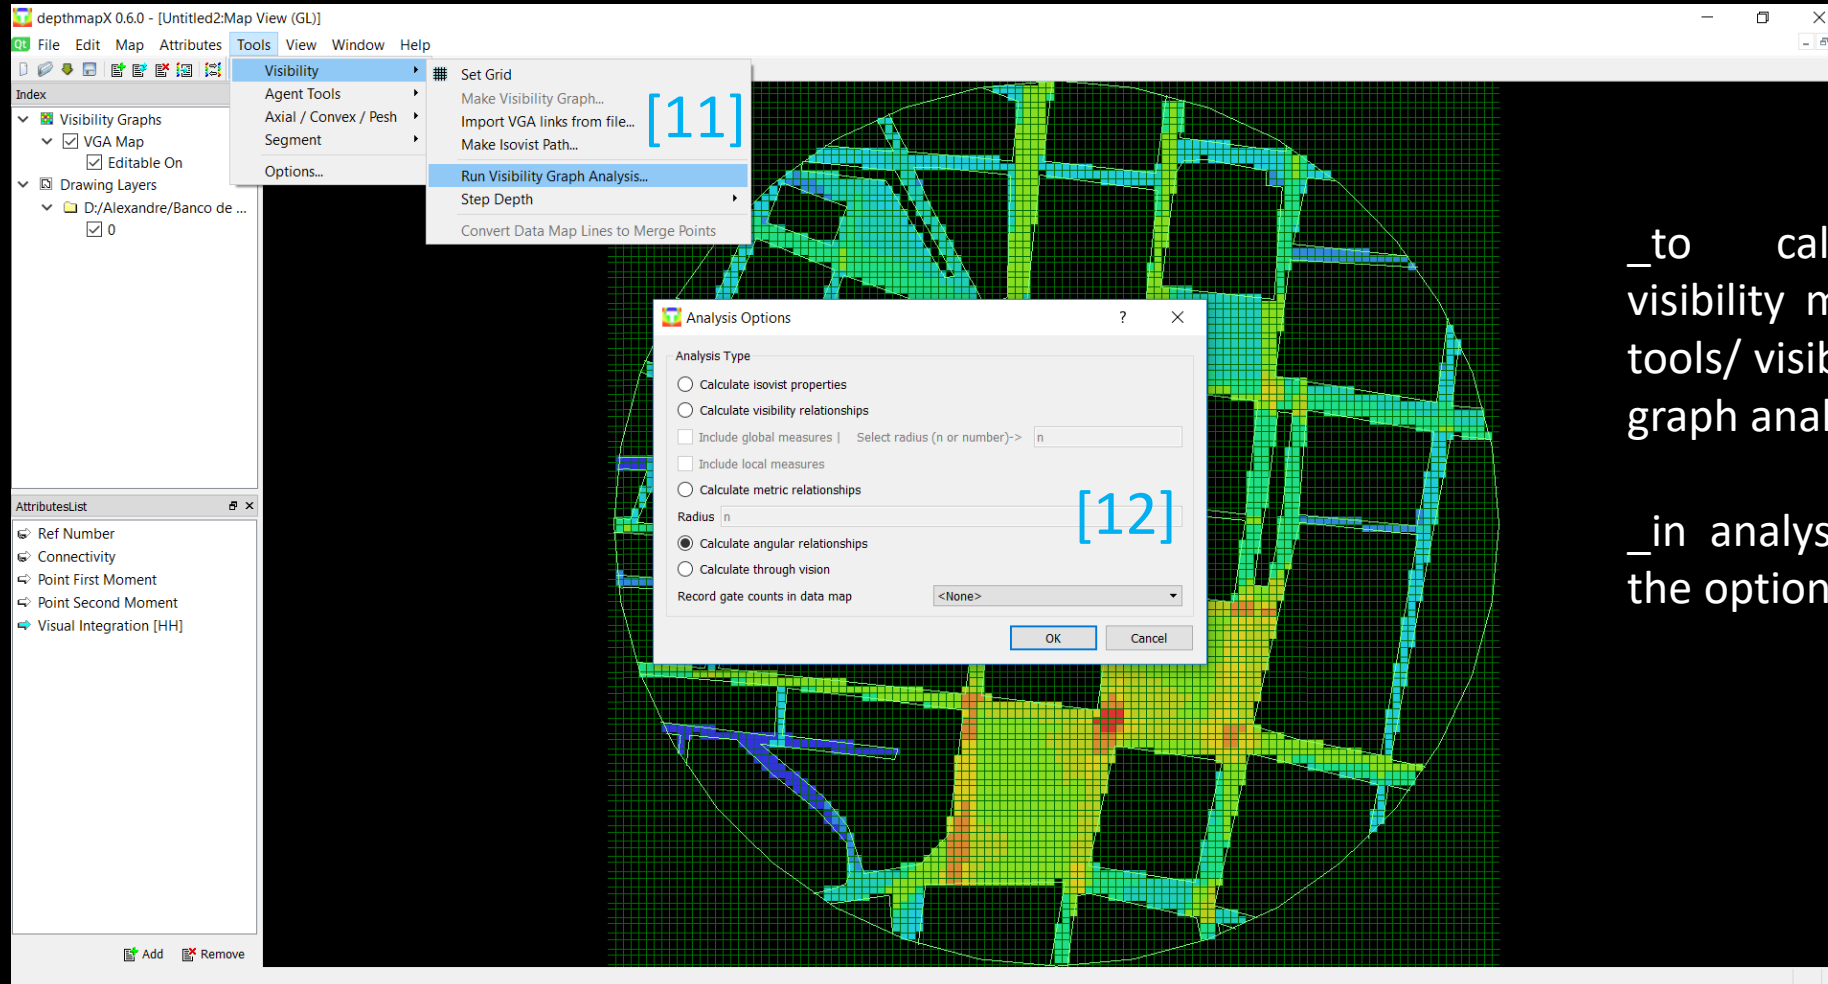 depthmapX 0.6.0 - [Untitled2:Map View (GL)]
File Edit Map Attributes Tools View Window Help
Index
Visibility Graphs
VGA Map
Editable On
Drawing Layers
D:/Alexandre/Banco de ...
0
Visibility
Agent Tools
Axial / Convex / Pesh
Segment
Options...
Set Grid
Make Visibility Graph...
Import VGA links from file...
Make Isovist Path...
[11]
Run Visibility Graph Analysis...
Step Depth
Convert Data Map Lines to Merge Points
Analysis Options
?
Analysis Type
Calculate isovist properties
Calculate visibility relationships
Include global measures | Select radius (n or number)-> n
Include local measures
Calculate metric relationships
Radius n
[12]
Calculate angular relationships
Calculate through vision
Record gate counts in data map <None>
OK Cancel
AttributesList
Ref Number
Connectivity
Point First Moment
Point Second Moment
Visual Integration [HH]
Add Remove
_to cal
visibility m
tools/ visib
graph anal
_in analys
the option